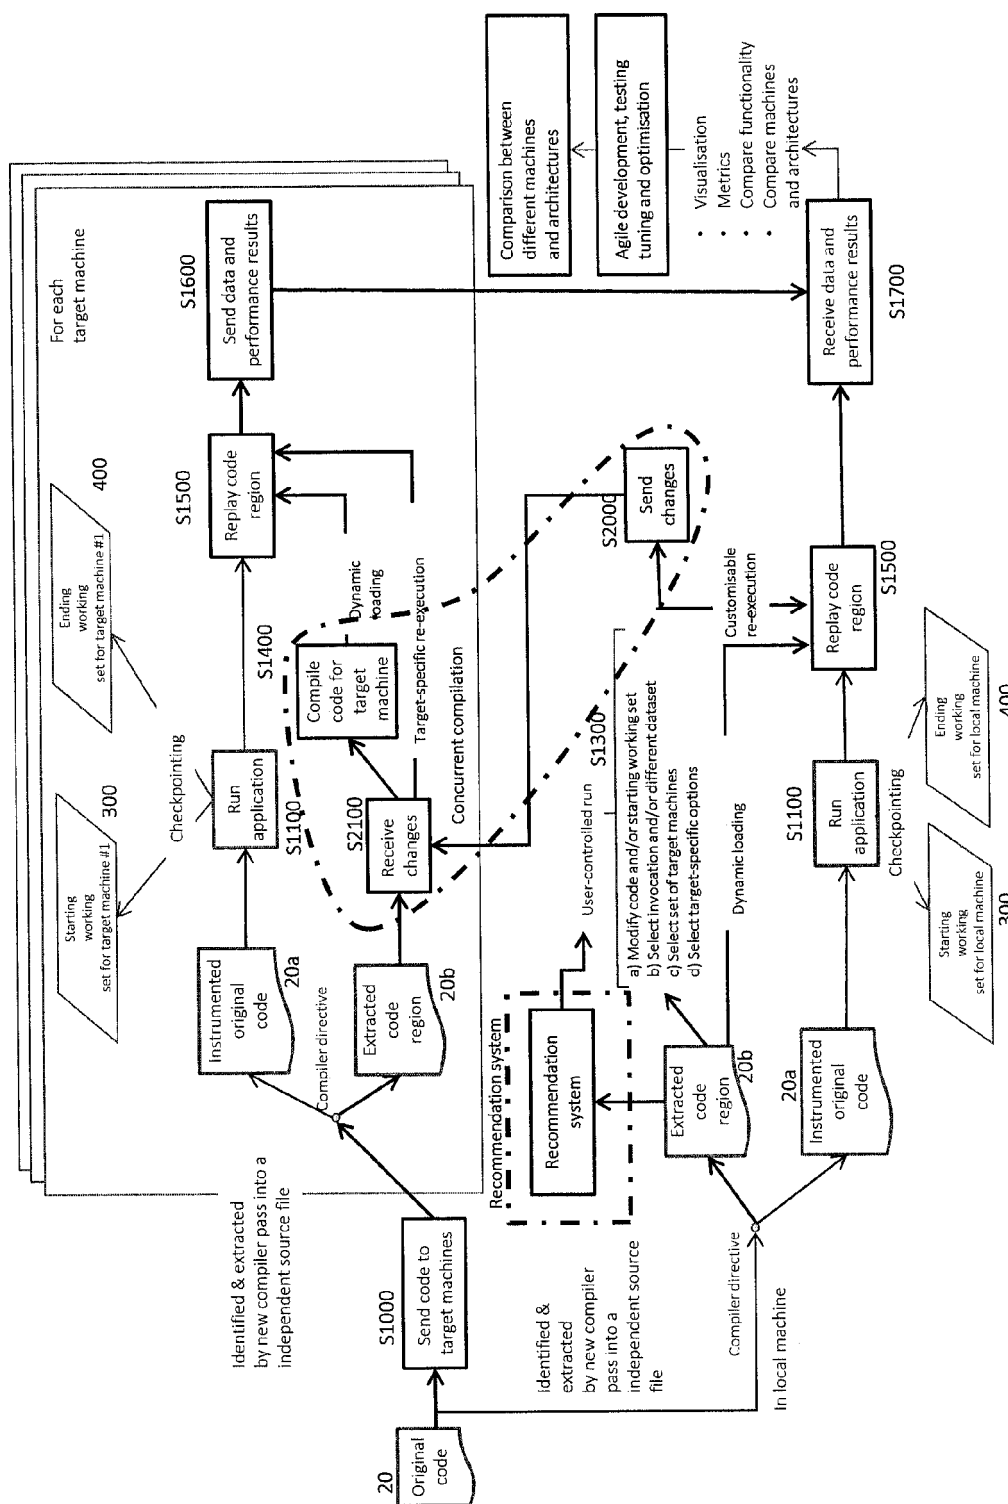 20
Original
code
S1000
Send code to
target machines
Identified & extracted
by new compiler pass into a
independent source file
Compiler directive
For each
target machine
Instrumented
original
code
20a
Extracted
code
region
20b
Starting
working
set for target machine #1
300
Checkpointing
Ending
working
set for target machine #1
400
Run
application
S1100
S2100
Receive
changes
S1400
Compile
code for
target
machine
Dynamic
loading
Target-specific re-execution
Concurrent compilation
S1500
Replay code
region
S1600
Send data and
performance results
Recommendation system
Recommendation
system
User-controlled run
S1300
a) Modify code and/or starting working set
b) Select invocation and/or different dataset
c) Select set of target machines
d) Select target-specific options
S2000
Send
changes
Customisable
re-execution
Dynamic loading
identified &
extracted
by new compiler
pass into a
independent source
file
Compiler directive
In local machine
Extracted
code
region
20b
20a
Instrumented
original
code
S1100
Run
application
Checkpointing
Starting
working
set for local machine
300
Ending
working
set for local machine
400
S1500
Replay code
region
Receive data and
performance results
S1700
• Visualisation
• Metrics
• Compare functionality
• Compare machines
and architectures
Agile development, testing
tuning and optimisation
Comparison between
different machines
and architectures